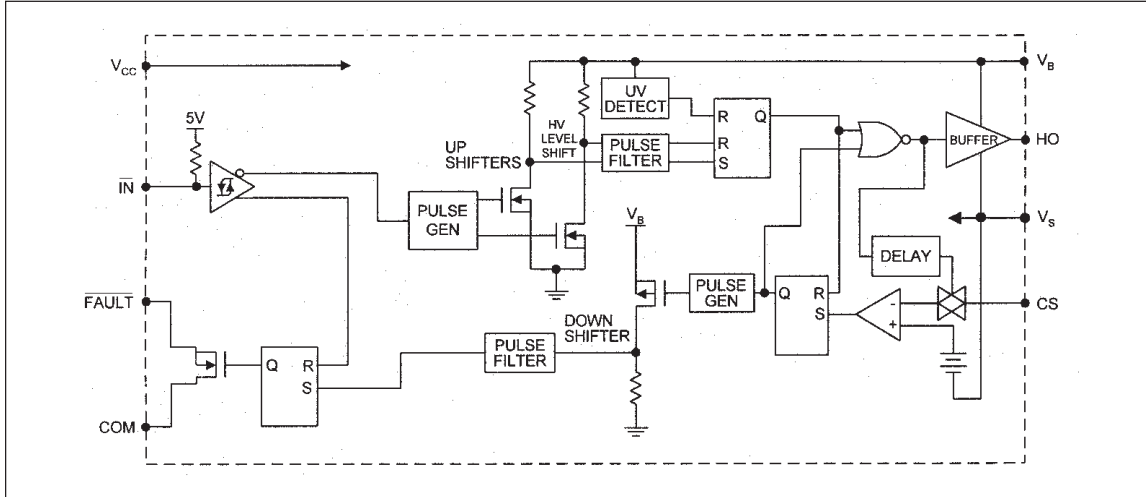 V_CC
V_B
5V
UV
DETECT
R
Q
HV
LEVEL
SHIFT
UP
SHIFTERS
PULSE
FILTER
R
S
BUFFER
HO
IN
PULSE
GEN
V_B
V_S
DELAY
FAULT
PULSE
GEN
Q
R
S
-
+
CS
DOWN
SHIFTER
PULSE
FILTER
Q
R
S
COM